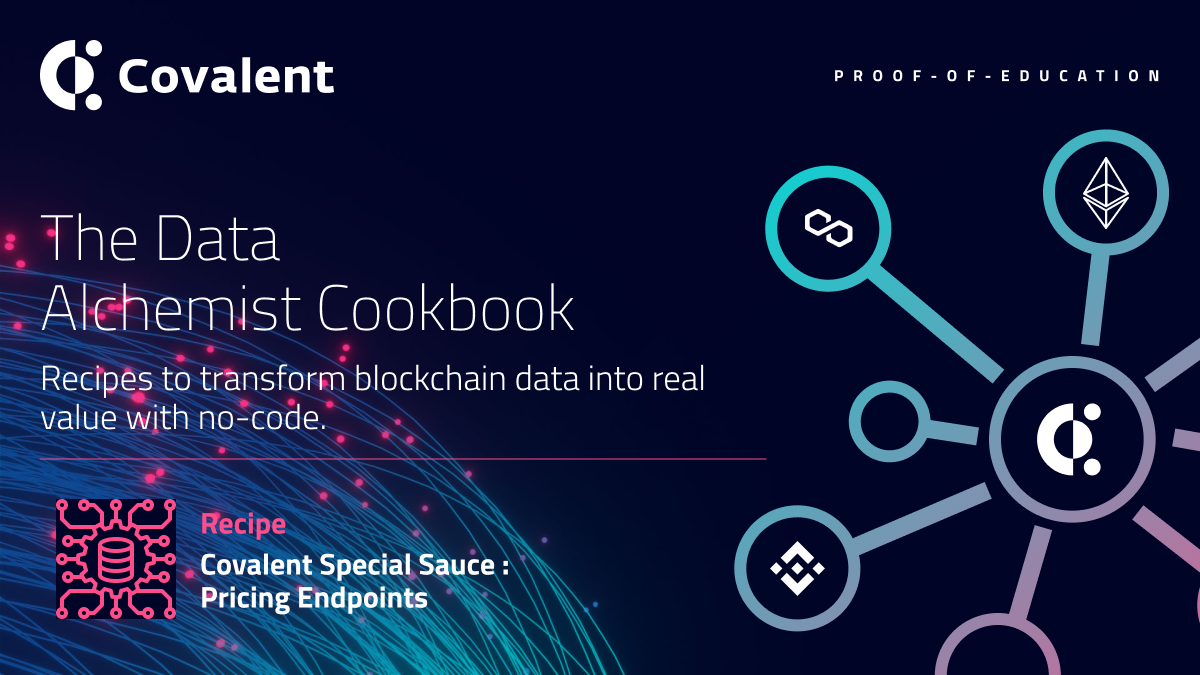 Covalent
PROOF-OF-EDUCATION
The Data
Alchemist Cookbook
Recipes to transform blockchain data into real
value with no-code.
Recipe
Covalent Special Sauce :
Pricing Endpoints